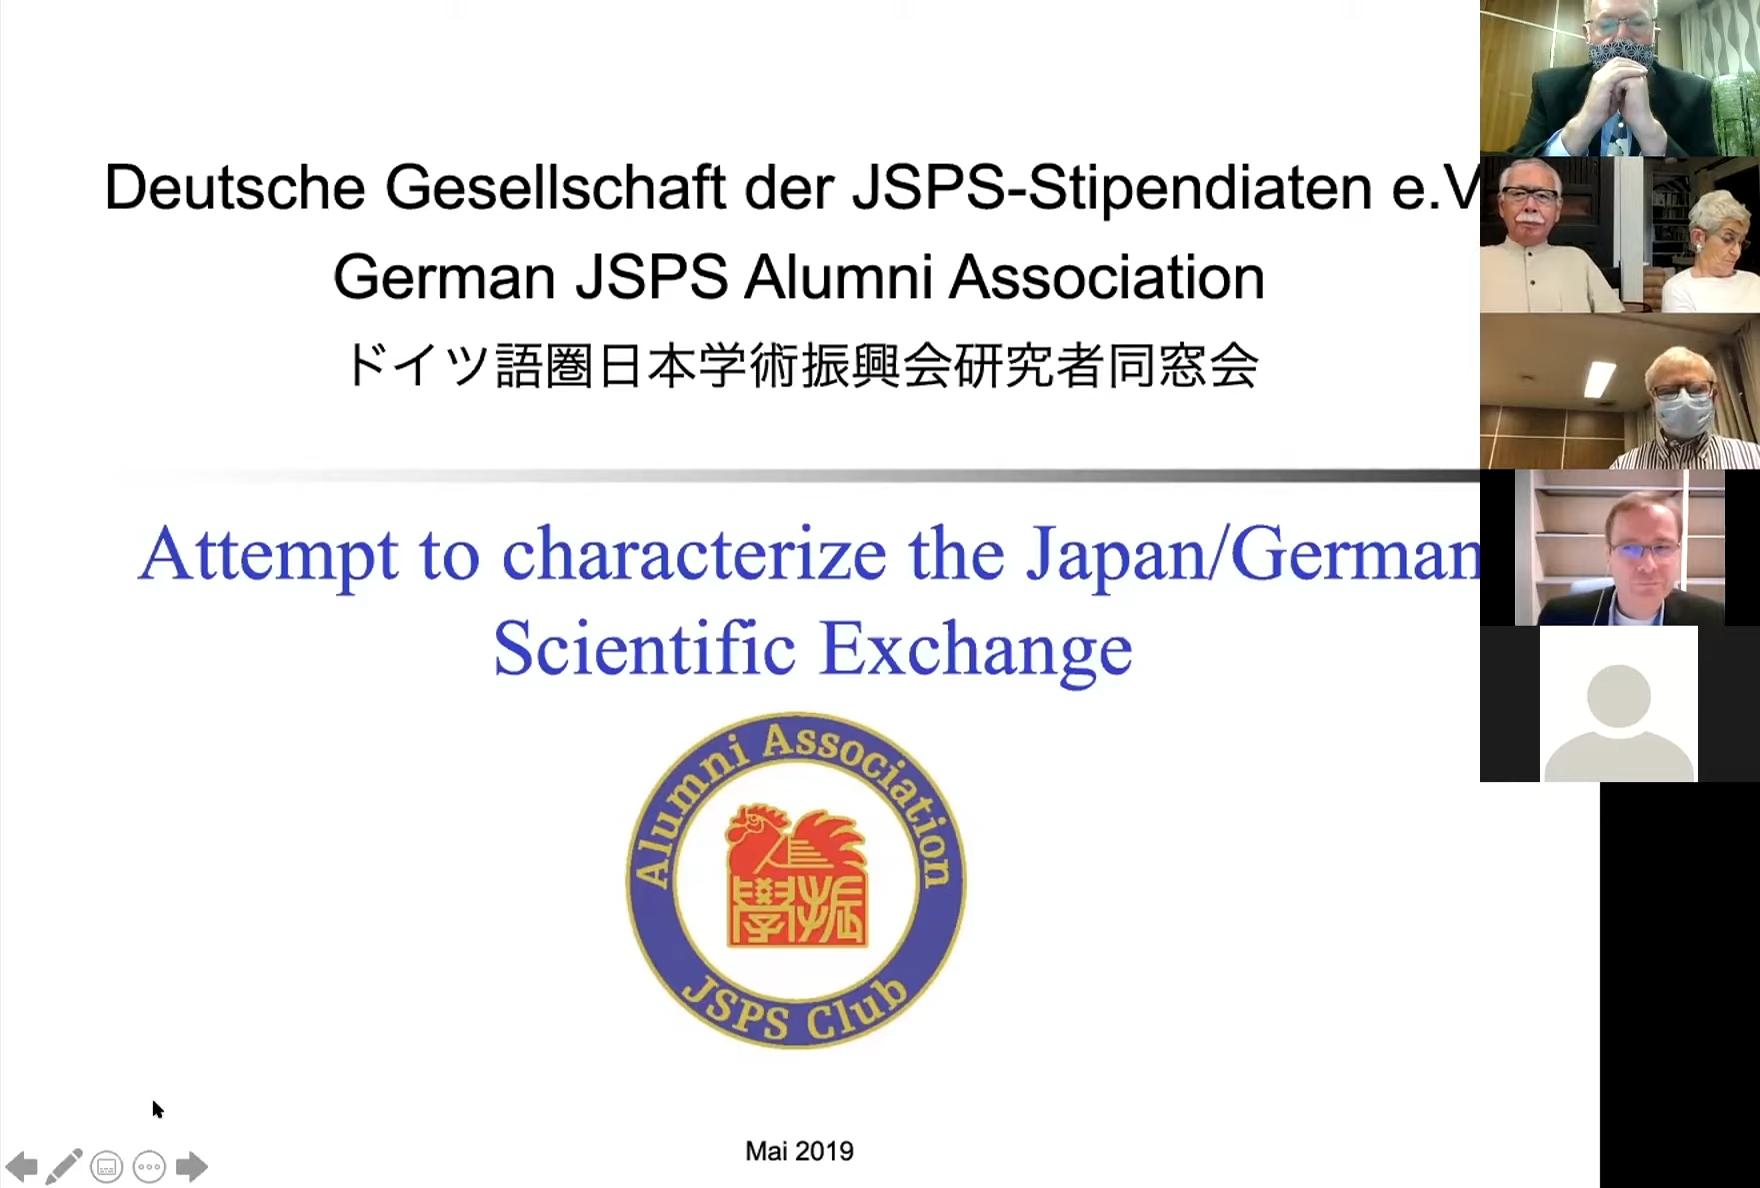 Deutsche Gesellschaft der JSPS-Stipendiaten e.V
German JSPS Alumni Association
ドイツ語圏日本学術振興会研究者同窓会
Attempt to characterize the Japan/German
Scientific Exchange
Alumni Association
學振
JSPS Club
Mai 2019